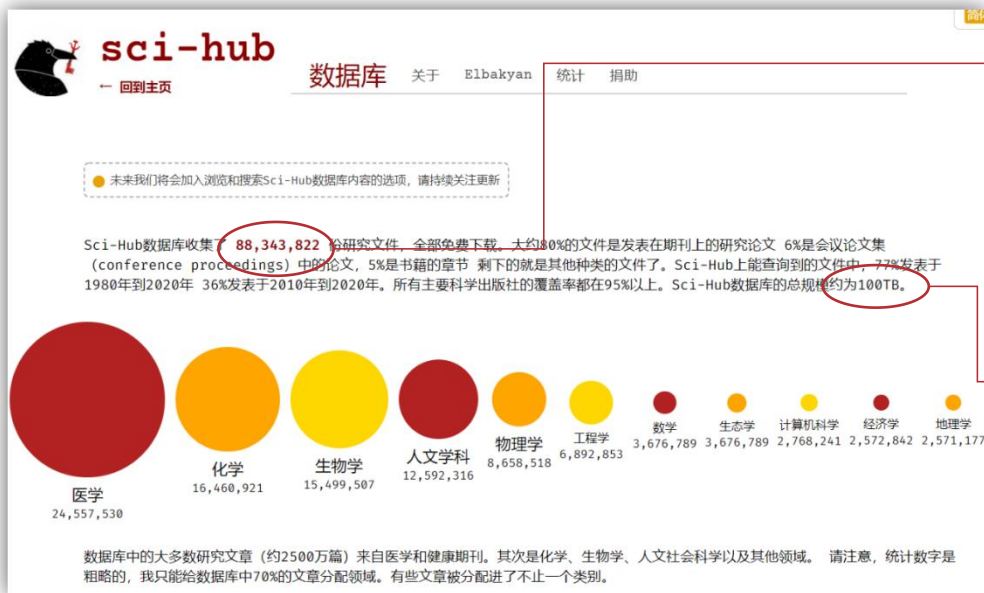 简体
sci-hub
← 回到主页
数据库 关于 Elbakyan 统计 捐助
未来我们将会加入浏览和搜索Sci-Hub数据库内容的选项，请持续关注更新
Sci-Hub数据库收集了 88,343,822 份研究文件，全部免费下载。大约80%的文件是发表在期刊上的研究论文 6%是会议论文集
（conference proceedings）中的论文，5%是书籍的章节 剩下的就是其他种类的文件了。Sci-Hub上能查询到的文件中，77%发表于
1980年到2020年 36%发表于2010年到2020年。所有主要科学出版社的覆盖率都在95%以上。Sci-Hub数据库的总规模约为100TB。
医学
24,557,530
化学
16,460,921
生物学
15,499,507
人文学科
12,592,316
物理学
8,658,518
工程学
6,892,853
数学
3,676,789
生态学
3,676,789
计算机科学
2,768,241
经济学
2,572,842
地理学
2,571,177
数据库中的大多数研究文章（约2500万篇）来自医学和健康期刊。其次是化学、生物学、人文社会科学以及其他领域。 请注意，统计数字是
粗略的，我只能给数据库中70%的文章分配领域。有些文章被分配进了不止一个类别。